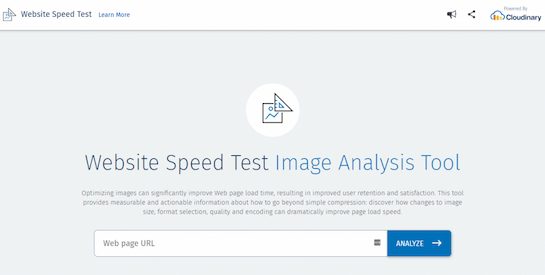 Website Speed Test Learn More Powered By Cloudinary
Website Speed Test Image Analysis Tool
Optimizing images can significantly improve Web page load time, resulting in improved user retention and satisfaction. This tool
provides measurable and actionable information about how to go beyond simple compression: discover how changes to image
size, format selection, quality and encoding can dramatically improve page load speed.
Web page URL ANALYZE